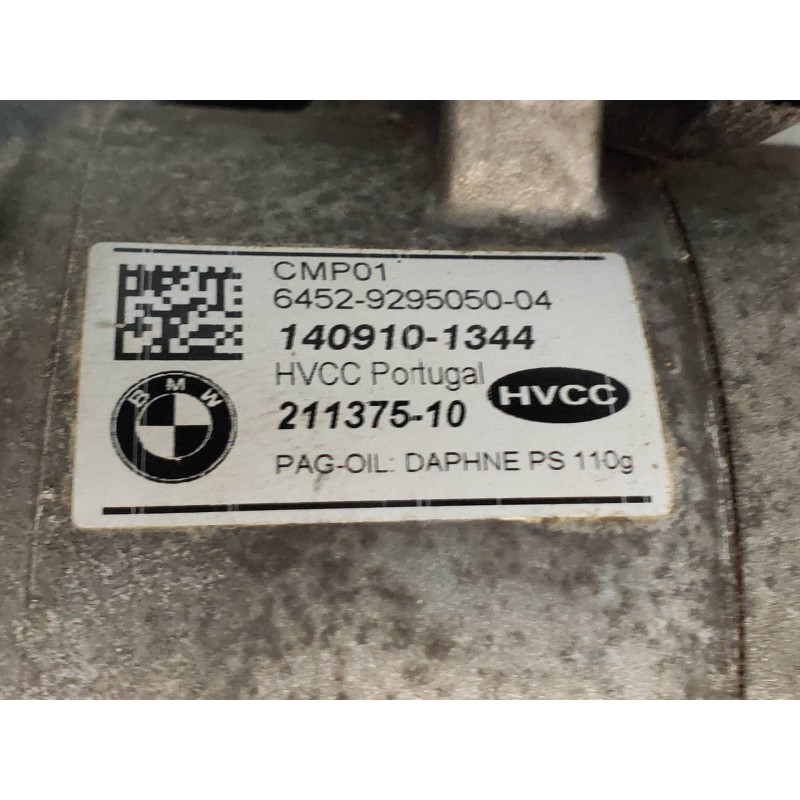 CMP01
6452-9295050-04
140910-1344
HVCC Portugal
HVCC
211375-10
BMW
PAG-OIL: DAPHNE PS 110g